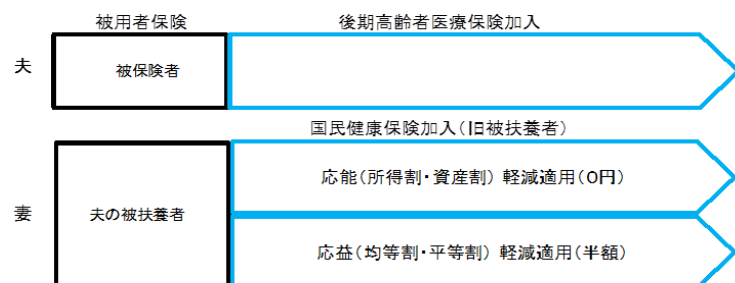 被用者保険 後期高齢者医療保険加入
夫 被保険者
国民健康保険加入（旧被扶養者）
応能（所得割・資産割） 軽減適用（0円）
妻 夫の被扶養者
応益（均等割・平等割） 軽減適用（半額）